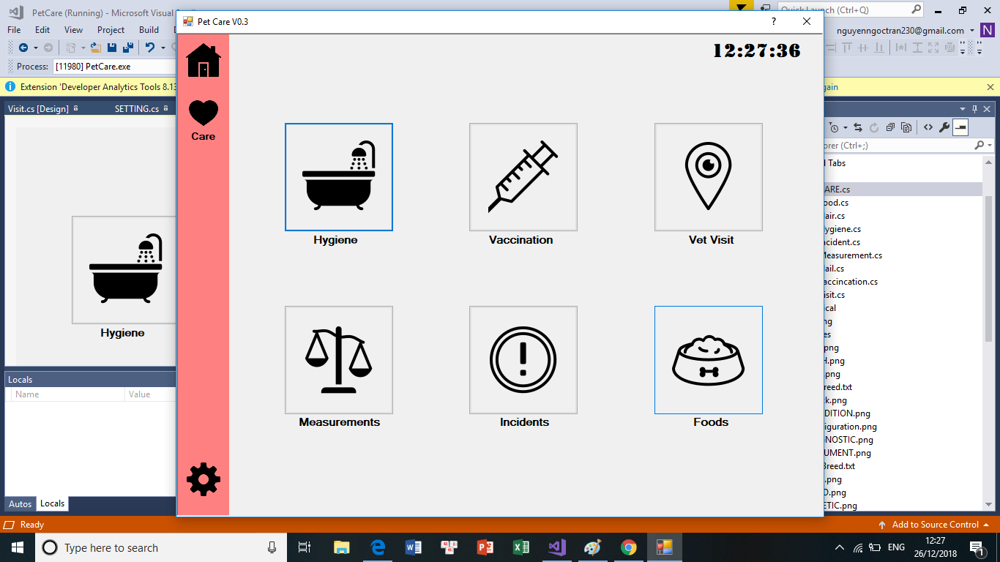 PetCare (Running) - Microsoft Visual
Quick Launch (Ctrl+Q)
File Edit View Project Build
nguyenngoctran230@gmail.com N
Process: [11980] PetCare.exe
Extension 'Developer Analytics Tools 8.13
gain
Visit.cs [Design] SETTING.cs
Hygiene
Locals
Name Value
Autos Locals
Pet Care V0.3 ?
12:27:36
Care
Hygiene Vaccination Vet Visit
Measurements Incidents Foods
orer (Ctrl+;)
l Tabs
ARE.cs
ood.cs
air.cs
ygiene.cs
ncident.cs
Measurement.cs
ail.cs
accincation.cs
isit.cs
ical
ng
es
.png
H.png
.png
reed.txt
k.png
DITION.png
figuration.png
GNOSTIC.png
UMENT.png
Breed.txt
.png
D.png
ETIC.png
Ready
Add to Source Control
Type here to search
ENG
12:27
26/12/2018
1